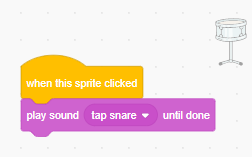 when this sprite clicked
play sound tap snare until done